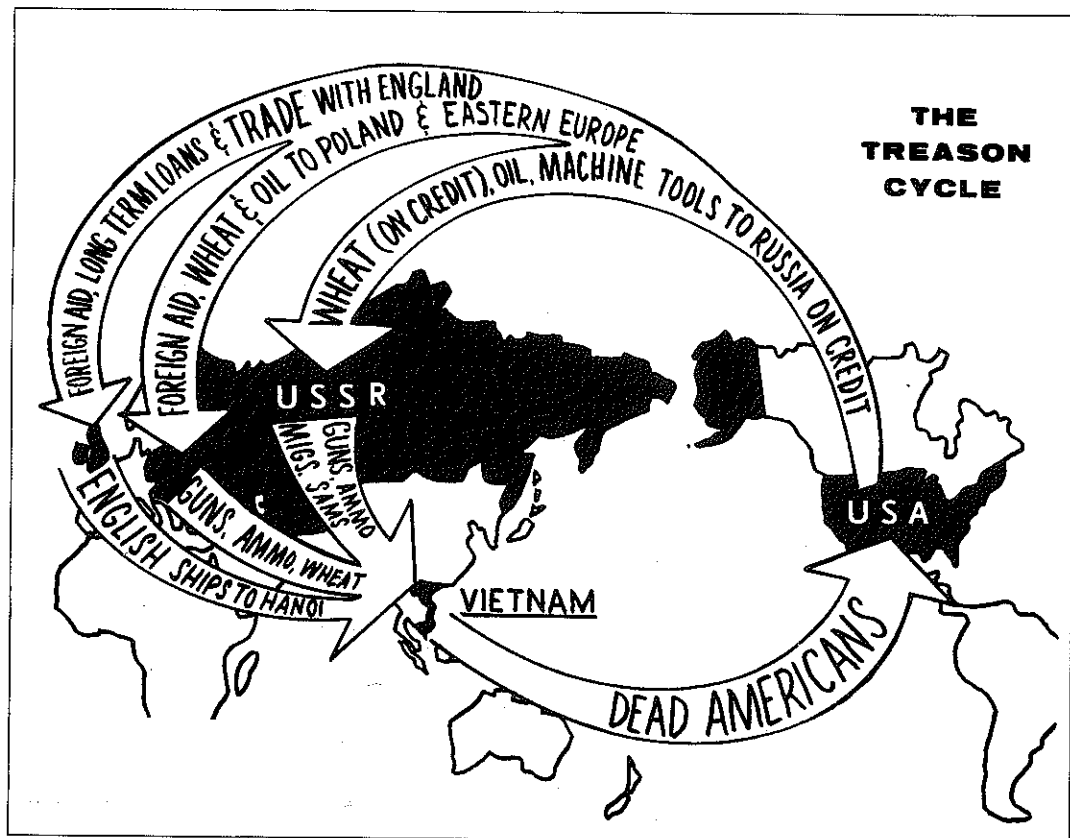 THE
TREASON
CYCLE
FOREIGN AID, LONG TERM LOANS & TRADE WITH ENGLAND
FOREIGN AID, WHEAT & OIL TO POLAND & EASTERN EUROPE
WHEAT (ON CREDIT), OIL, MACHINE TOOLS TO RUSSIA ON CREDIT
USSR
GUNS, AMMO
MIGS, SAMS
GUNS, AMMO, WHEAT
ENGLISH SHIPS TO HANOI
VIETNAM
USA
DEAD AMERICANS